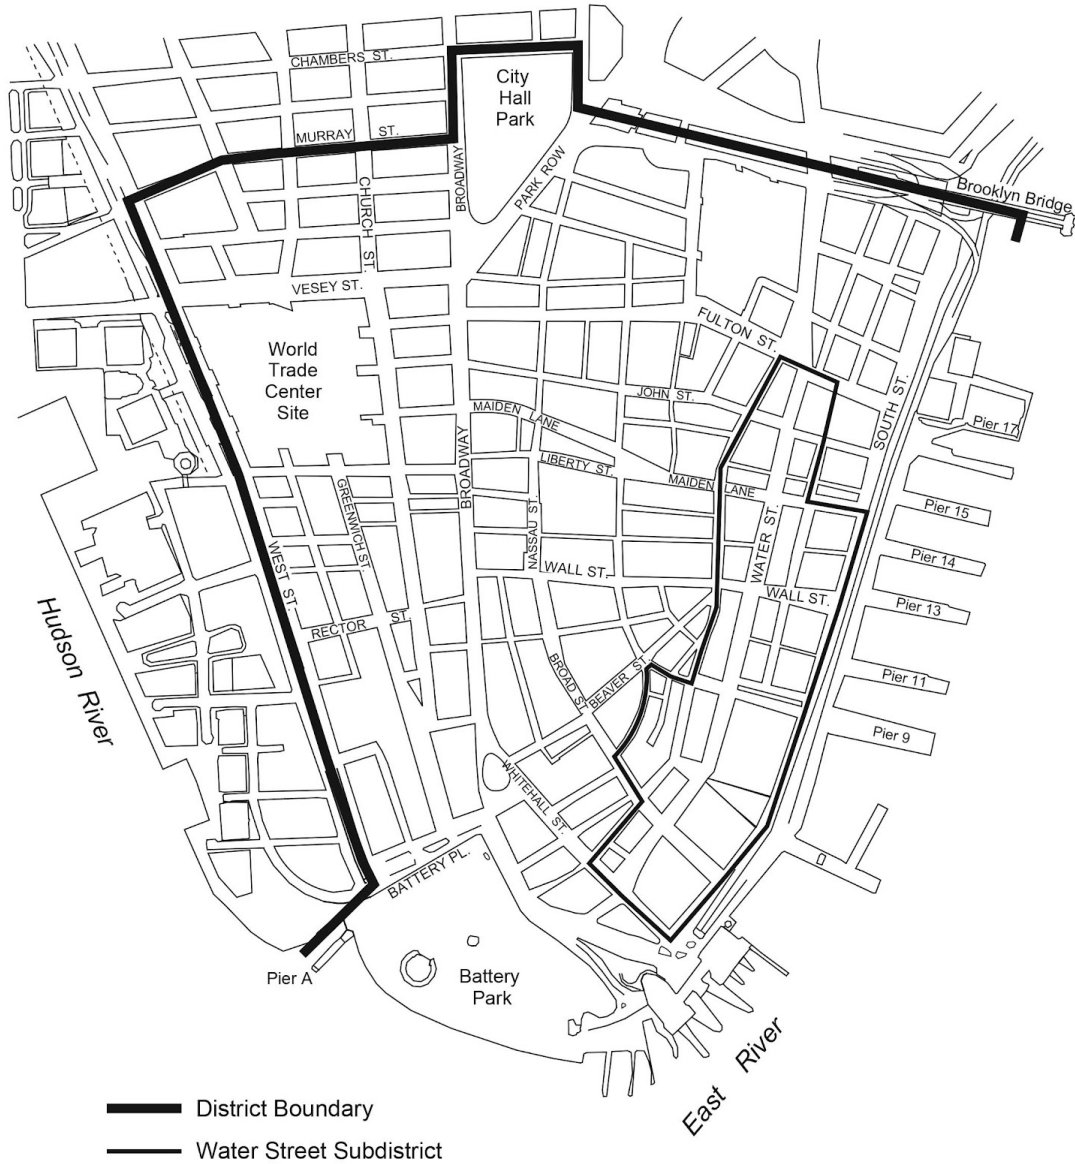 CHAMBERS ST.
City
Hall
Park
MURRAY ST.
BROADWAY
PARK ROW
CHURCH ST.
Brooklyn Bridge
VESEY ST.
FULTON ST.
World
Trade
Center
Site
JOHN ST.
MAIDEN LANE
SOUTH ST.
Pier 17
BROADWAY
LIBERTY ST.
MAIDEN LANE
GREENWICH ST.
NASSAU ST.
WATER ST.
Pier 15
WEST ST.
WALL ST.
WALL ST.
Pier 14
Pier 13
Hudson River
RECTOR ST.
BROAD ST.
BEAVER ST.
Pier 11
Pier 9
WHITEHALL ST.
BATTERY PL.
Pier A
Battery
Park
East River
District Boundary
Water Street Subdistrict